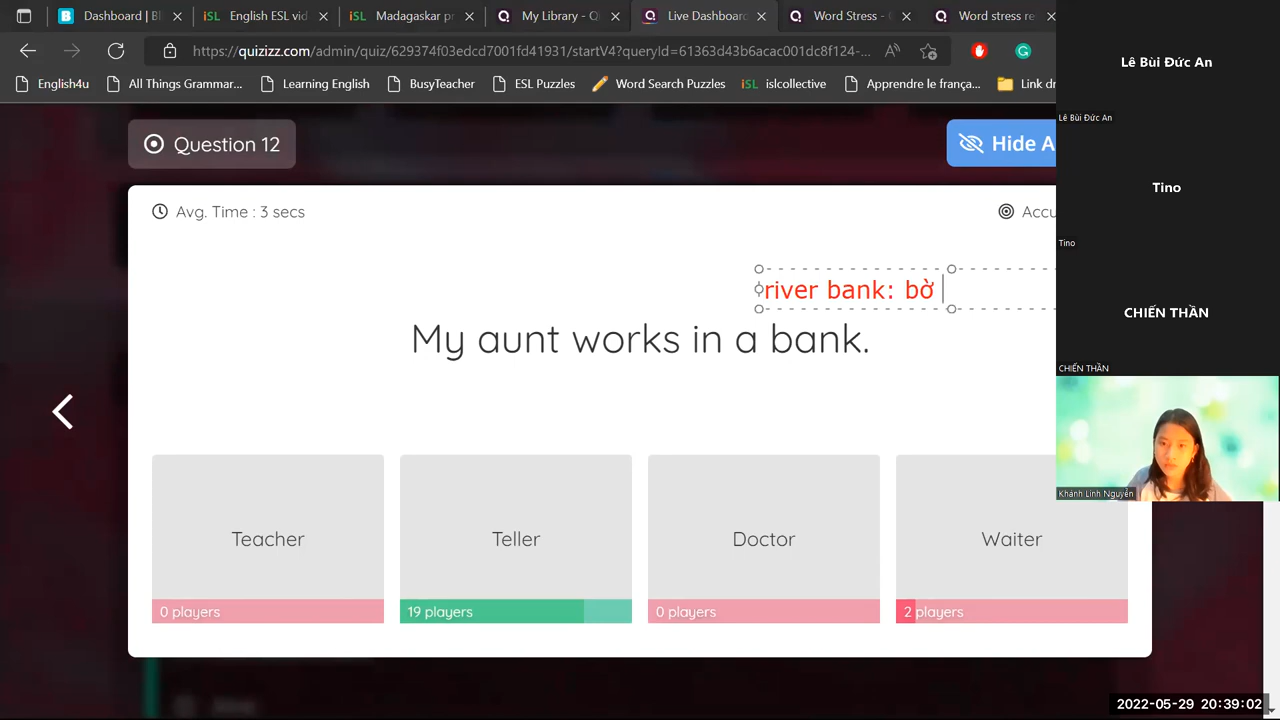 Dashboard | Bl
English ESL vid
Madagaskar pr
My Library - Qu
Live Dashboard
Word Stress - Q
Word stress re
https://quizizz.com/admin/quiz/629374f03edcd7001fd41931/startV4?queryId=61363d43b6acac001dc8f124-...
English4u
All Things Grammar...
Learning English
BusyTeacher
ESL Puzzles
Word Search Puzzles
islcollective
Apprendre le frança...
Link dr
Question 12
Hide A
Avg. Time : 3 secs
Accu
river bank: bờ
My aunt works in a bank.
Teacher
Teller
Doctor
Waiter
0 players
19 players
0 players
2 players
Lê Bùi Đức An
Lê Bùi Đức An
Tino
Tino
CHIẾN THẦN
CHIẾN THẦN
Khánh Linh Nguyễn
2022-05-29 20:39:02